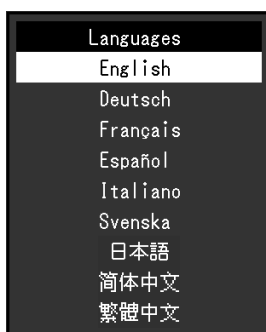 Languages
English
Deutsch
Français
Español
Italiano
Svenska
日本語
简体中文
繁體中文